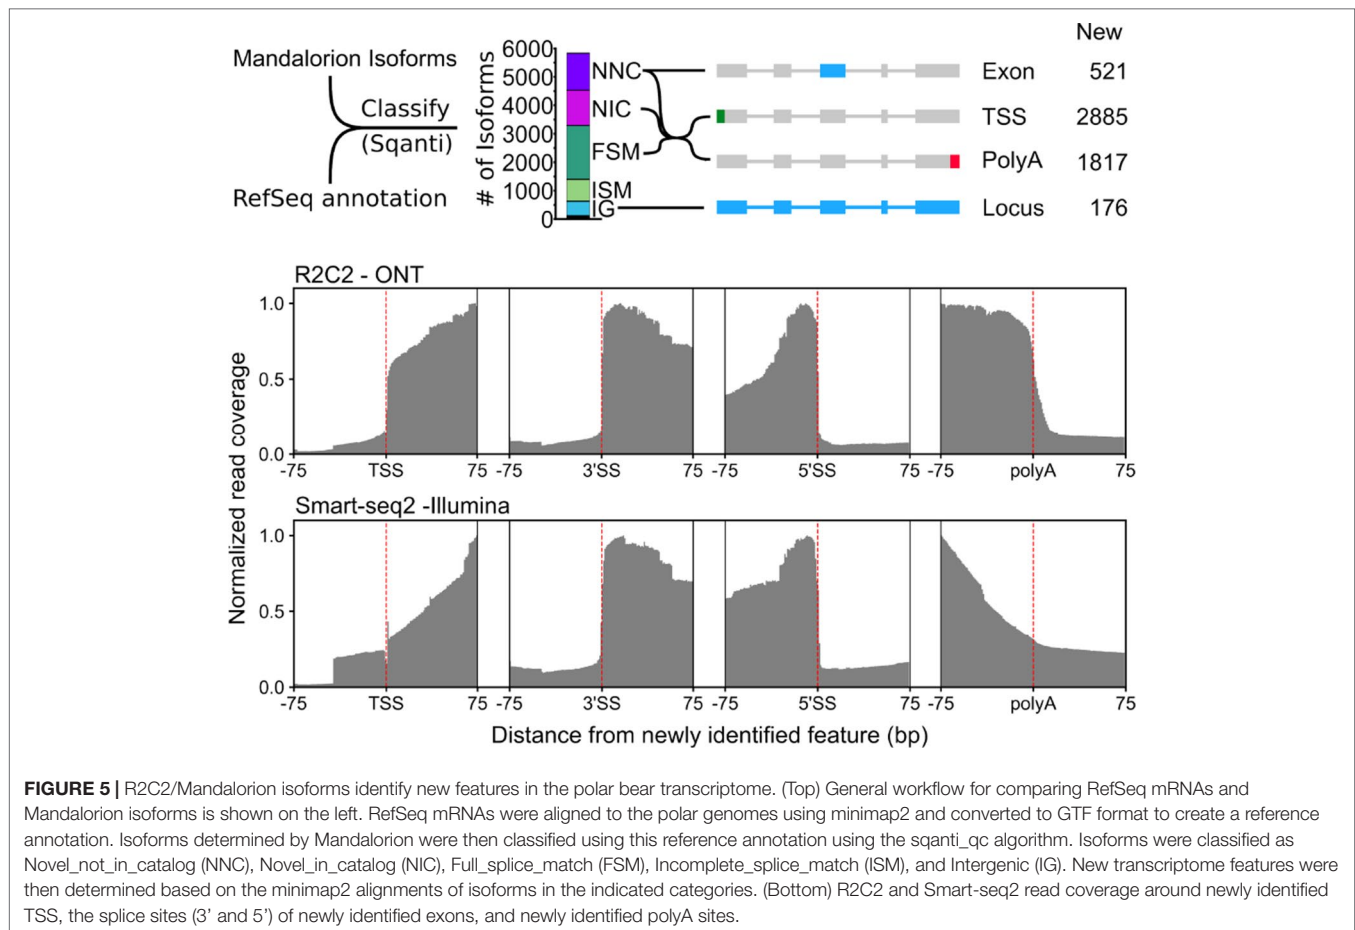 New
Mandalorion Isoforms
Classify
(Sqanti)
RefSeq annotation
# of Isoforms
6000
5000
4000
3000
2000
1000
0
NNC
NIC
FSM
ISM
IG
Exon 521
TSS 2885
PolyA 1817
Locus 176
R2C2 - ONT
Normalized read coverage
1.0
0.5
0.0
-75 TSS 75 -75 3'SS 75 -75 5'SS 75 -75 polyA 75
Smart-seq2 -Illumina
1.0
0.5
0.0
-75 TSS 75 -75 3'SS 75 -75 5'SS 75 -75 polyA 75
Distance from newly identified feature (bp)
FIGURE 5 | R2C2/Mandalorion isoforms identify new features in the polar bear transcriptome. (Top) General workflow for comparing RefSeq mRNAs and
Mandalorion isoforms is shown on the left. RefSeq mRNAs were aligned to the polar genomes using minimap2 and converted to GTF format to create a reference
annotation. Isoforms determined by Mandalorion were then classified using this reference annotation using the sqanti_qc algorithm. Isoforms were classified as
Novel_not_in_catalog (NNC), Novel_in_catalog (NIC), Full_splice_match (FSM), Incomplete_splice_match (ISM), and Intergenic (IG). New transcriptome features were
then determined based on the minimap2 alignments of isoforms in the indicated categories. (Bottom) R2C2 and Smart-seq2 read coverage around newly identified
TSS, the splice sites (3’ and 5’) of newly identified exons, and newly identified polyA sites.